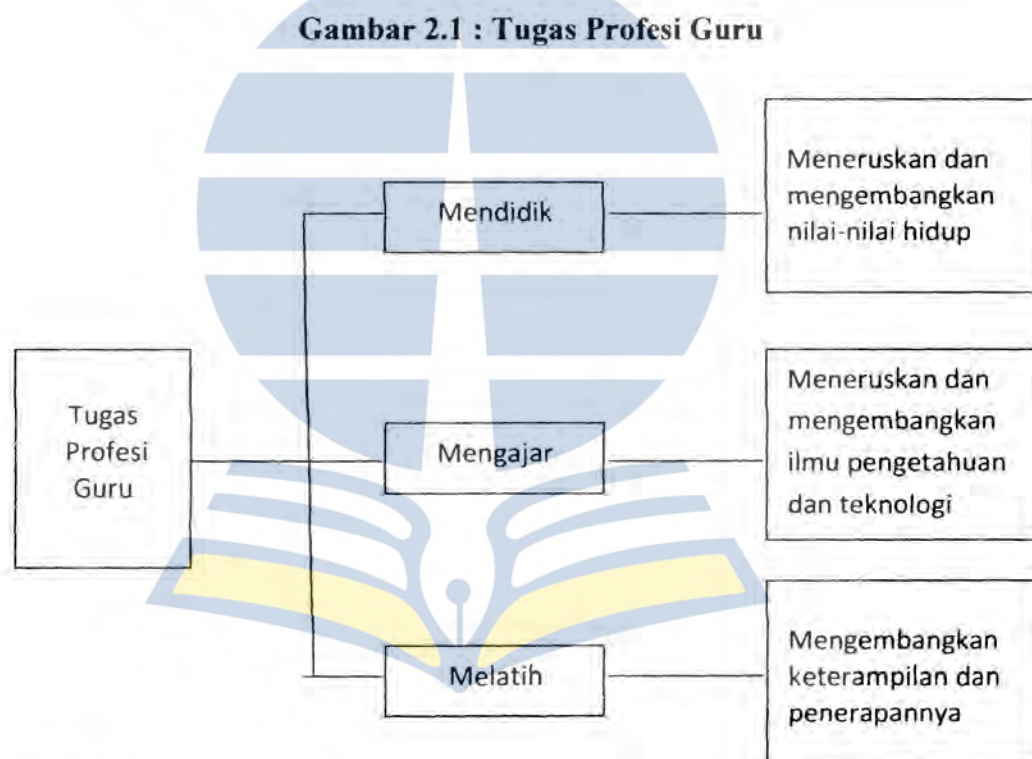 Gambar 2.1 : Tugas Profesi Guru
Mendidik
Meneruskan dan
mengembangkan
nilai-nilai hidup
Tugas
Profesi
Guru
Mengajar
Meneruskan dan
mengembangkan
ilmu pengetahuan
dan teknologi
Melatih
Mengembangkan
keterampilan dan
penerapannya